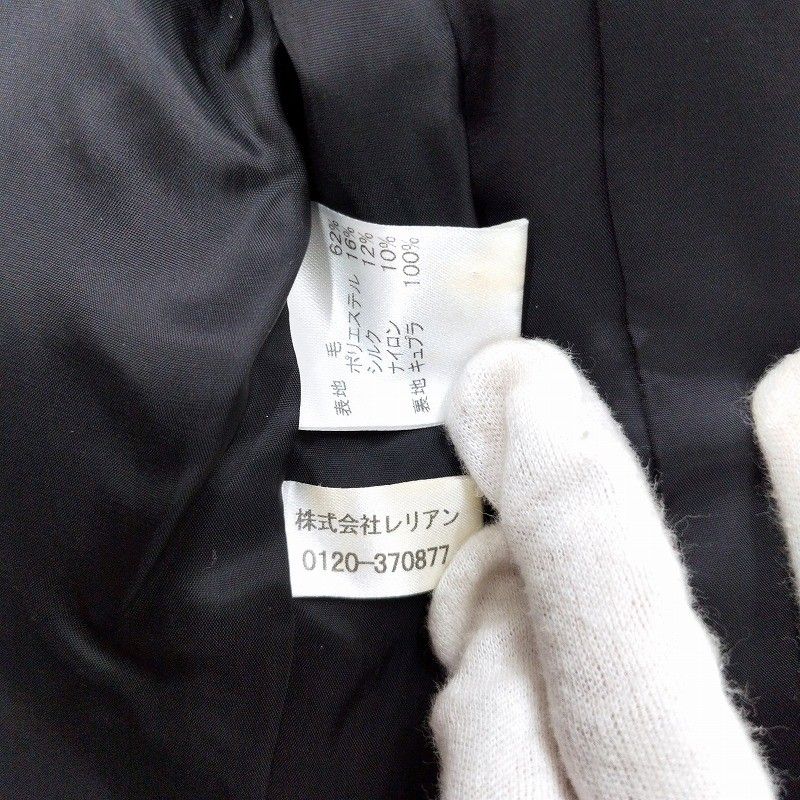 表地 毛 62%
ポリエステル 16%
シルク 12%
ナイロン 10%
裏地 キュプラ 100%
株式会社レリアン
0120-370877